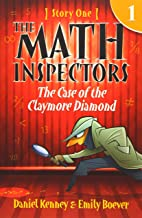 [ Story One ]
1
THE
MATH
INSPECTORS
The Case of the
Claymore Diamond
Daniel Kenney & Emily Boever